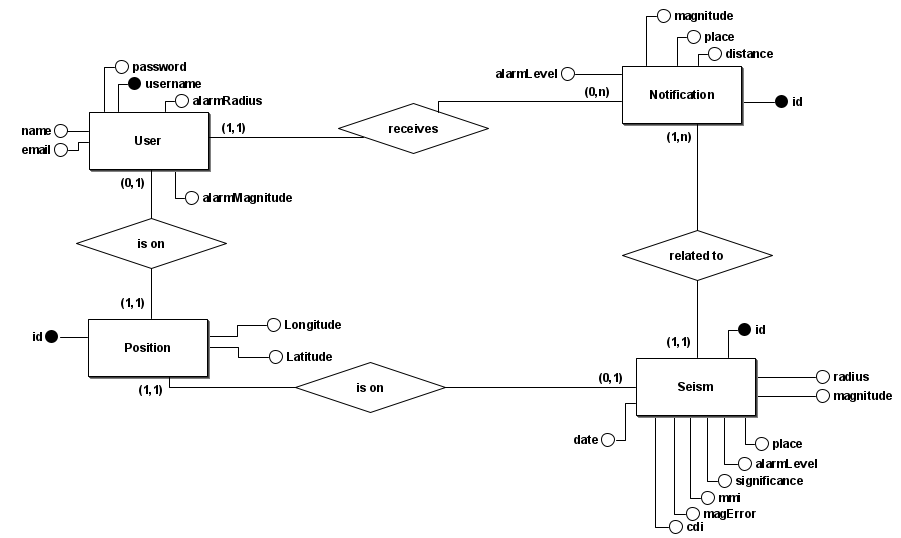 magnitude
place
distance
alarmLevel
(0,n)
Notification
id
(1,n)
password
username
alarmRadius
name
email
User
(1,1)
receives
(0,1)
alarmMagnitude
is on
related to
(1,1)
id
Position
Longitude
Latitude
(1,1)
is on
(0,1)
(1,1)
id
Seism
radius
magnitude
date
place
alarmLevel
significance
mmi
magError
cdi